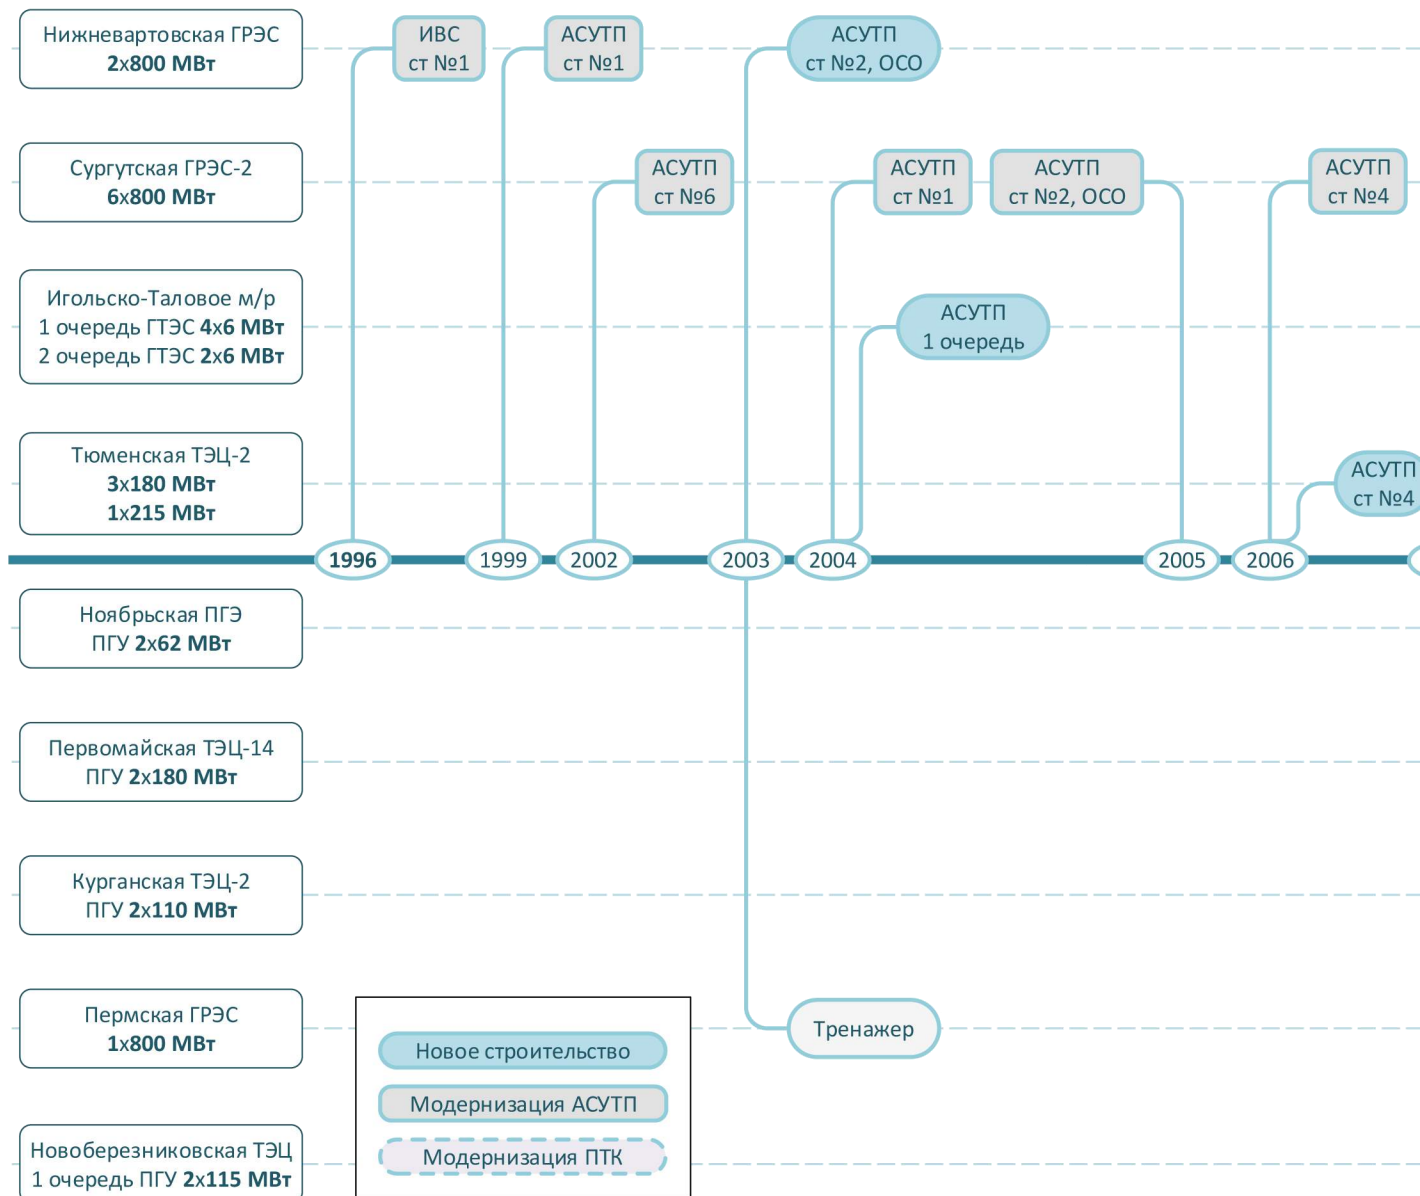 Нижневартовская ГРЭС
2x800 МВт
ИВС
ст №1
АСУТП
ст №1
АСУТП
ст №2, ОСО
Сургутская ГРЭС-2
6x800 МВт
АСУТП
ст №6
АСУТП
ст №1
АСУТП
ст №2, ОСО
АСУТП
ст №4
Игольско-Таловое м/р
1 очередь ГТЭС 4x6 МВт
2 очередь ГТЭС 2x6 МВт
АСУТП
1 очередь
Тюменская ТЭЦ-2
3x180 МВт
1x215 МВт
АСУТП
ст №4
1996
1999
2002
2003
2004
2005
2006
Ноябрьская ПГЭ
ПГУ 2x62 МВт
Первомайская ТЭЦ-14
ПГУ 2x180 МВт
Курганская ТЭЦ-2
ПГУ 2x110 МВт
Пермская ГРЭС
1x800 МВт
Тренажер
Новоберезниковская ТЭЦ
1 очередь ПГУ 2x115 МВт
Новое строительство
Модернизация АСУТП
Модернизация ПТК